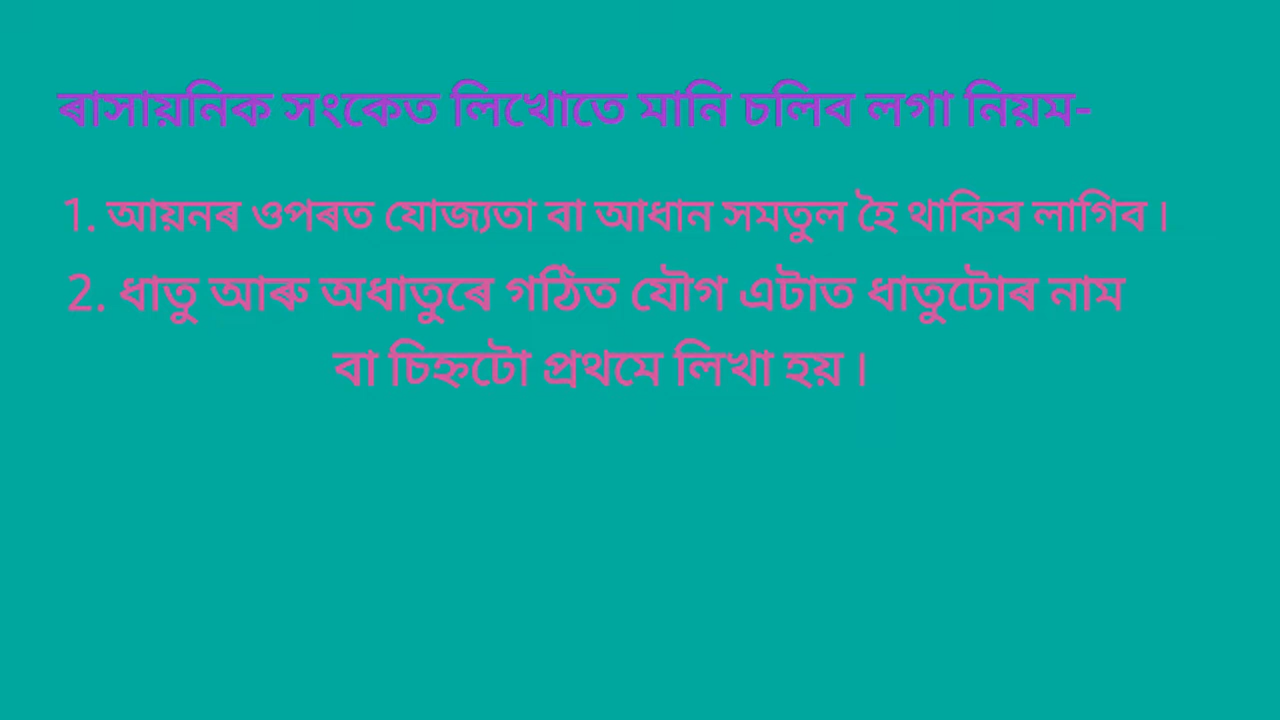 ৰাসায়নিক সংকেত লিখোতে মানি চলিব লগা নিয়ম-
1. আয়নৰ ওপৰত যোজ্যতা বা আধান সমতুল হৈ থাকিব লাগিব ।
2. ধাতু আৰু অধাতুৰে গঠিত যৌগ এটাত ধাতুটোৰ নাম
বা চিহ্নটো প্ৰথমে লিখা হয় ।